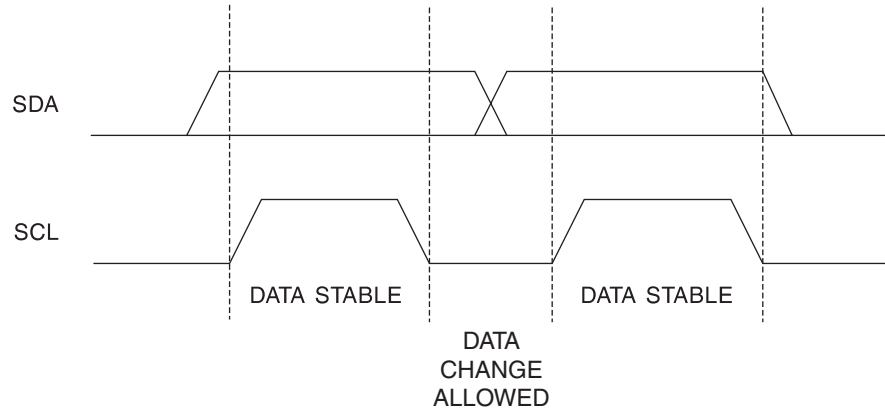 SDA
SCL
DATA STABLE
DATA STABLE
DATA
CHANGE
ALLOWED